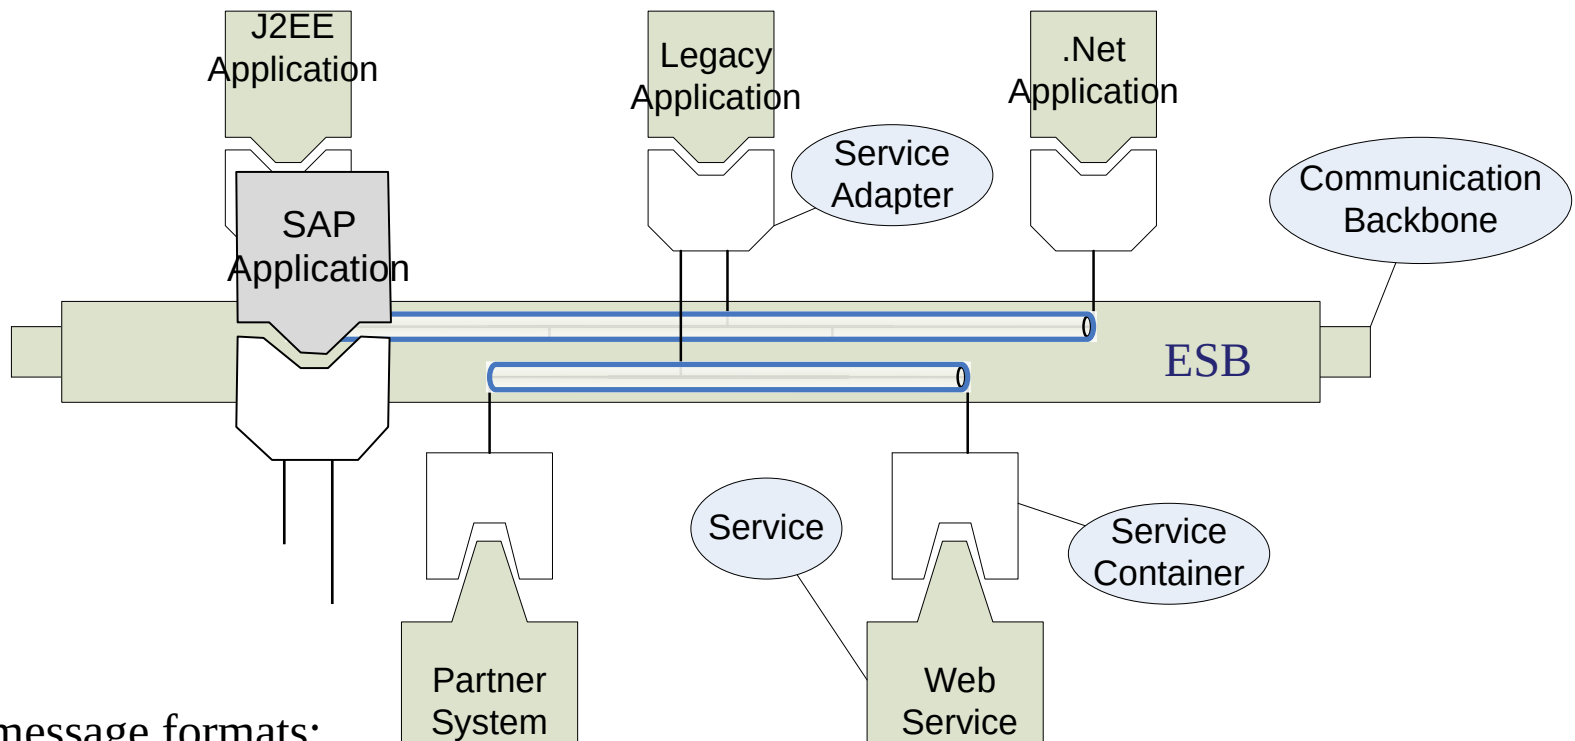 J2EE
Application
Legacy
Application
.Net
Application
Service
Adapter
Communication
Backbone
SAP
Application
ESB
Service
Service
Container
Partner
System
Web
Service
message formats: